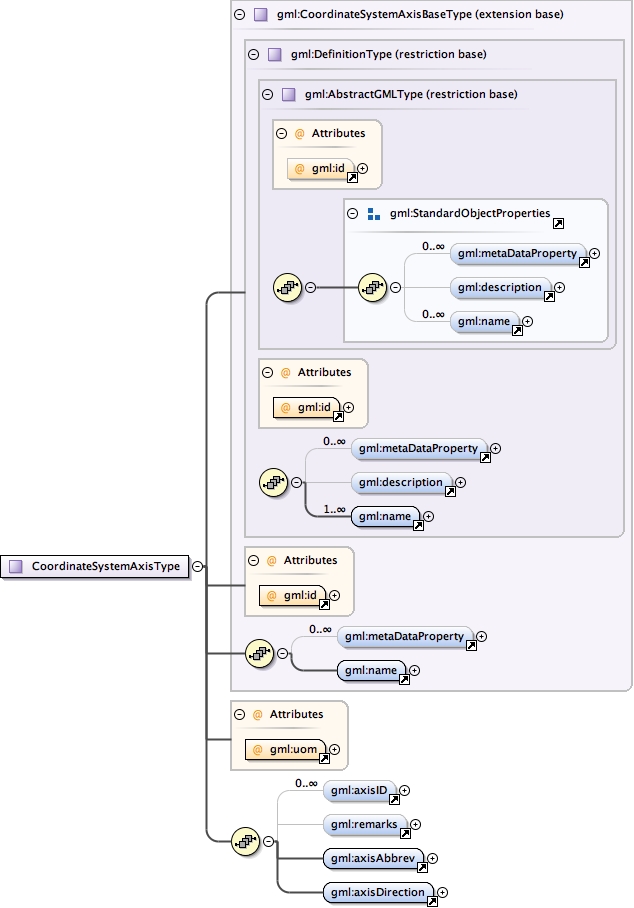 gml:CoordinateSystemAxisBaseType (extension base)
gml:DefinitionType (restriction base)
gml:AbstractGMLType (restriction base)
@ Attributes
@ gml:id
gml:StandardObjectProperties
0..∞
gml:metaDataProperty
gml:description
0..∞
gml:name
@ Attributes
@ gml:id
0..∞
gml:metaDataProperty
gml:description
1..∞
gml:name
CoordinateSystemAxisType
@ Attributes
@ gml:id
0..∞
gml:metaDataProperty
gml:name
@ Attributes
@ gml:uom
0..∞
gml:axisID
gml:remarks
gml:axisAbbrev
gml:axisDirection